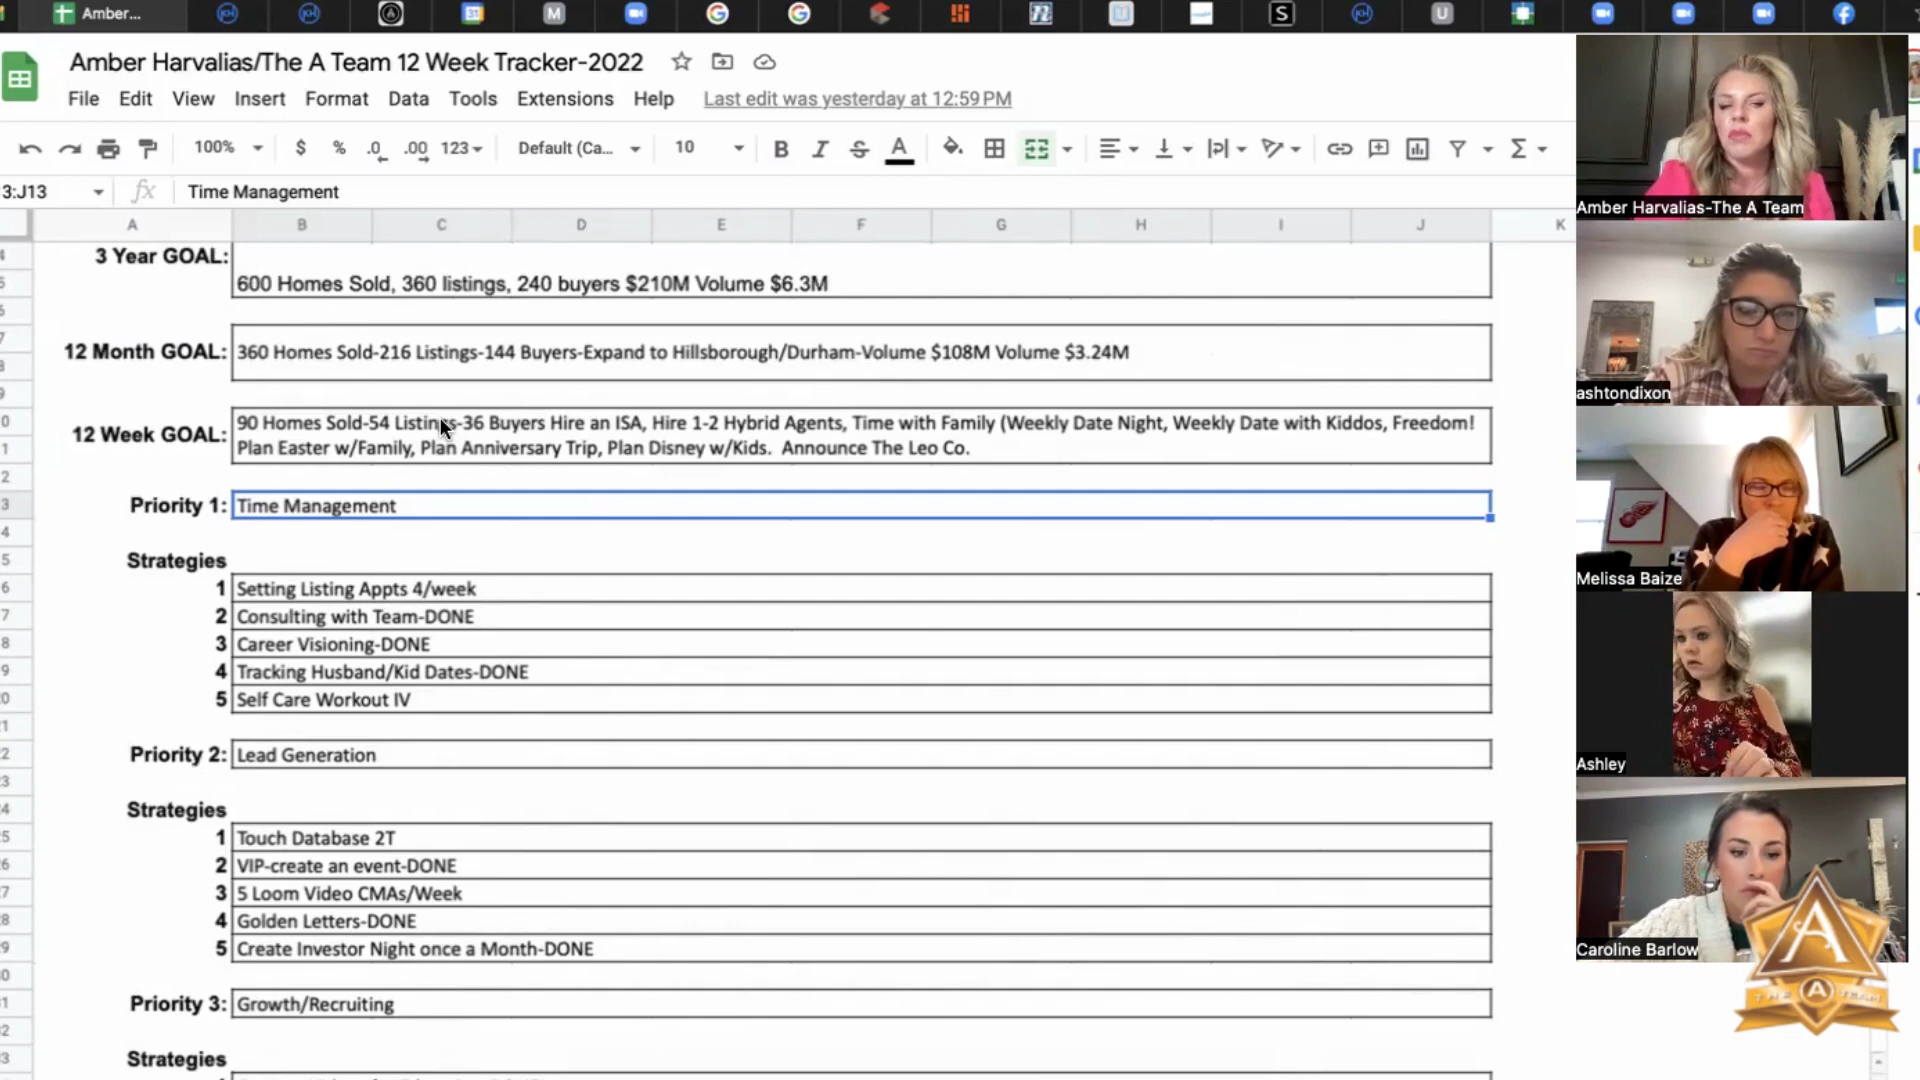 Amber...
Amber Harvalias/The A Team 12 Week Tracker-2022
File Edit View Insert Format Data Tools Extensions Help Last edit was yesterday at 12:59 PM
100% $ % .0 .00 123 Default (Ca... 10 B I S A
3:J13 fx Time Management
A B C D E F G H I J K
3 Year GOAL:
600 Homes Sold, 360 listings, 240 buyers $210M Volume $6.3M
12 Month GOAL: 360 Homes Sold-216 Listings-144 Buyers-Expand to Hillsborough/Durham-Volume $108M Volume $3.24M
12 Week GOAL: 90 Homes Sold-54 Listings-36 Buyers Hire an ISA, Hire 1-2 Hybrid Agents, Time with Family (Weekly Date Night, Weekly Date with Kiddos, Freedom!
Plan Easter w/Family, Plan Anniversary Trip, Plan Disney w/Kids. Announce The Leo Co.
Priority 1: Time Management
Strategies
1 Setting Listing Appts 4/week
2 Consulting with Team-DONE
3 Career Visioning-DONE
4 Tracking Husband/Kid Dates-DONE
5 Self Care Workout IV
Priority 2: Lead Generation
Strategies
1 Touch Database 2T
2 VIP-create an event-DONE
3 5 Loom Video CMAs/Week
4 Golden Letters-DONE
5 Create Investor Night once a Month-DONE
Priority 3: Growth/Recruiting
Strategies
Amber Harvalias-The A Team
ashtondixon
Melissa Baize
Ashley
Caroline Barlow
A
THE A TEAM